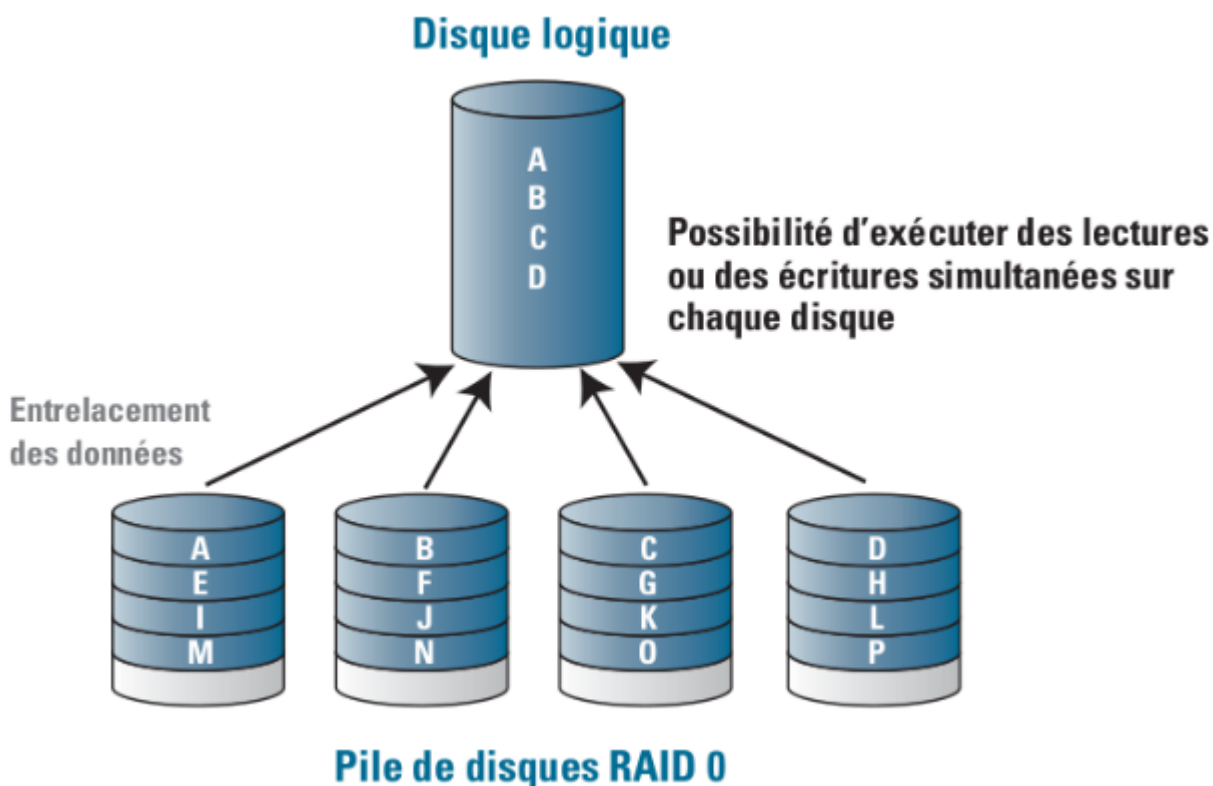 Disque logique
A
B
C
D
Possibilité d'exécuter des lectures
ou des écritures simultanées sur
chaque disque
Entrelacement
des données
A
E
I
M
B
F
J
N
C
G
K
O
D
H
L
P
Pile de disques RAID 0